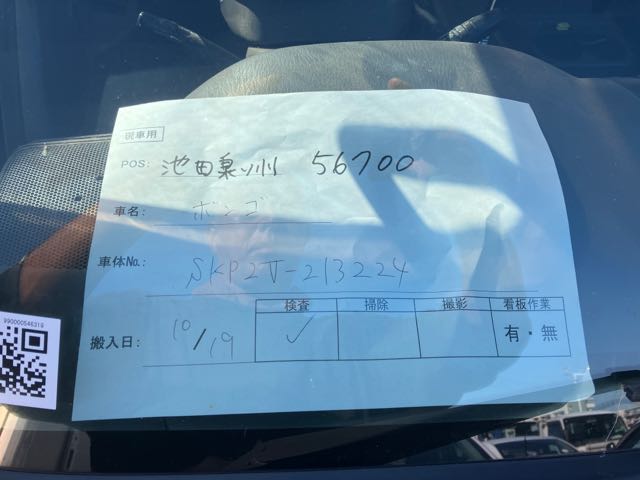 現車用
POS: 池田泉州 56700
車名: ボンゴ
車体No.: SKP2T-213224
検査 掃除 撮影 看板作業
搬入日: 10/19 ✓ 有・無
990000546319